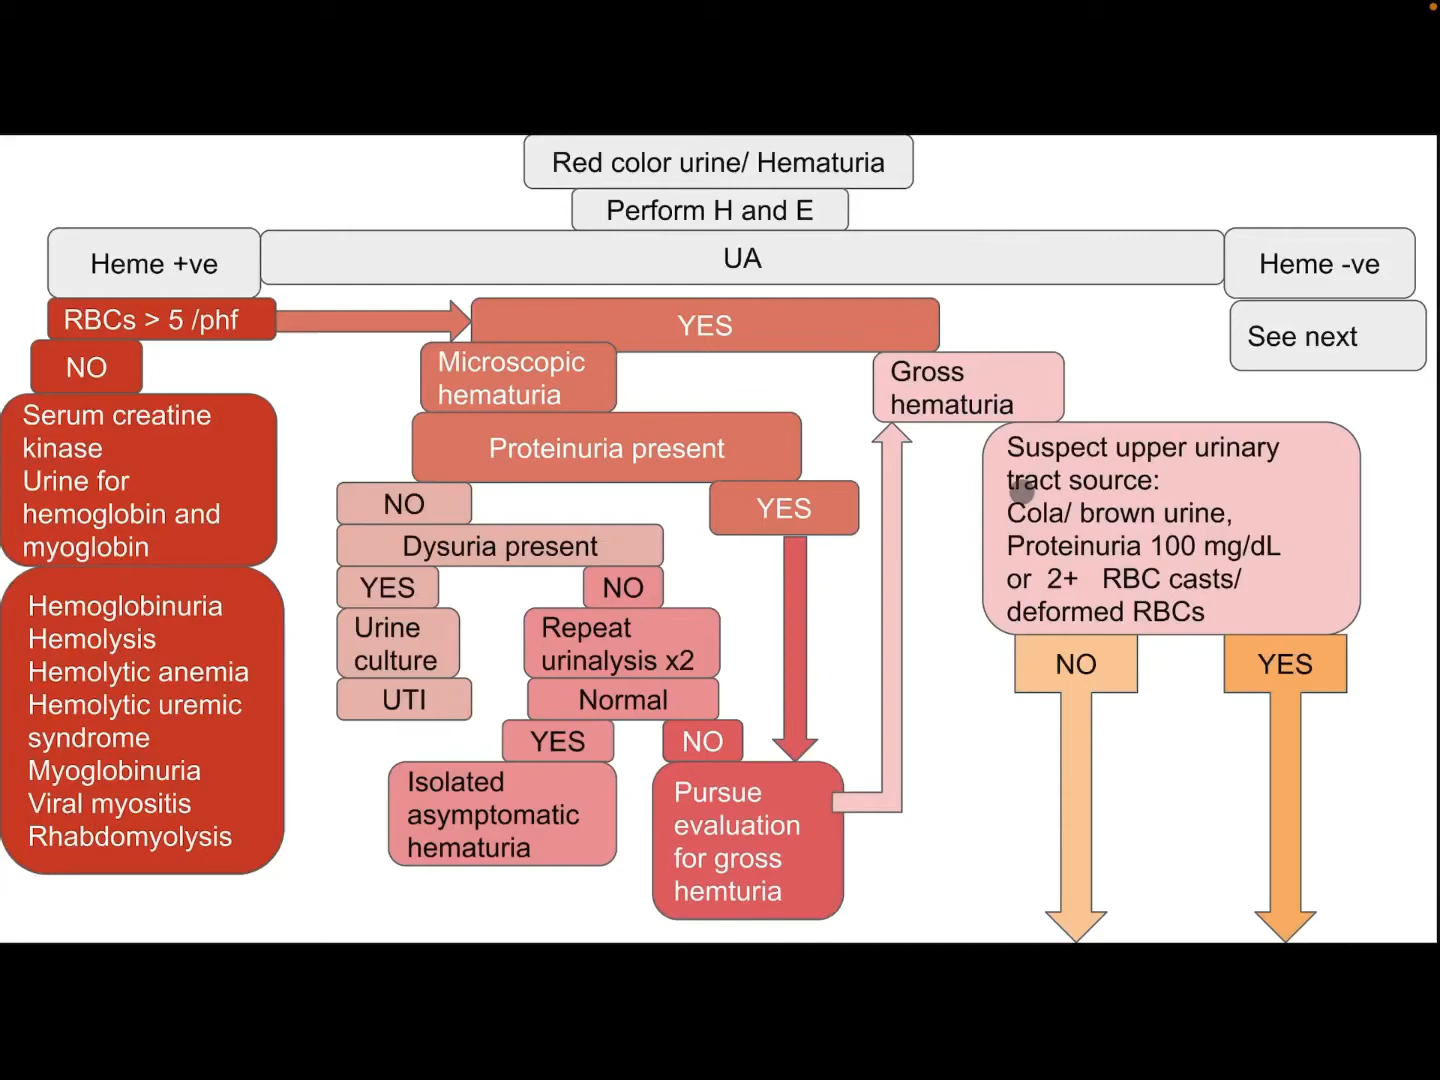 Red color urine/ Hematuria
Perform H and E
Heme +ve
UA
Heme -ve
RBCs > 5 /phf
YES
See next
NO
Microscopic
hematuria
Gross
hematuria
Serum creatine
kinase
Urine for
hemoglobin and
myoglobin
Proteinuria present
Suspect upper urinary
tract source:
Cola/ brown urine,
Proteinuria 100 mg/dL
or 2+ RBC casts/
deformed RBCs
NO
YES
Dysuria present
YES
NO
Hemoglobinuria
Hemolysis
Hemolytic anemia
Hemolytic uremic
syndrome
Myoglobinuria
Viral myositis
Rhabdomyolysis
Urine
culture
Repeat
urinalysis x2
UTI
Normal
YES
NO
Isolated
asymptomatic
hematuria
Pursue
evaluation
for gross
hemturia
NO
YES